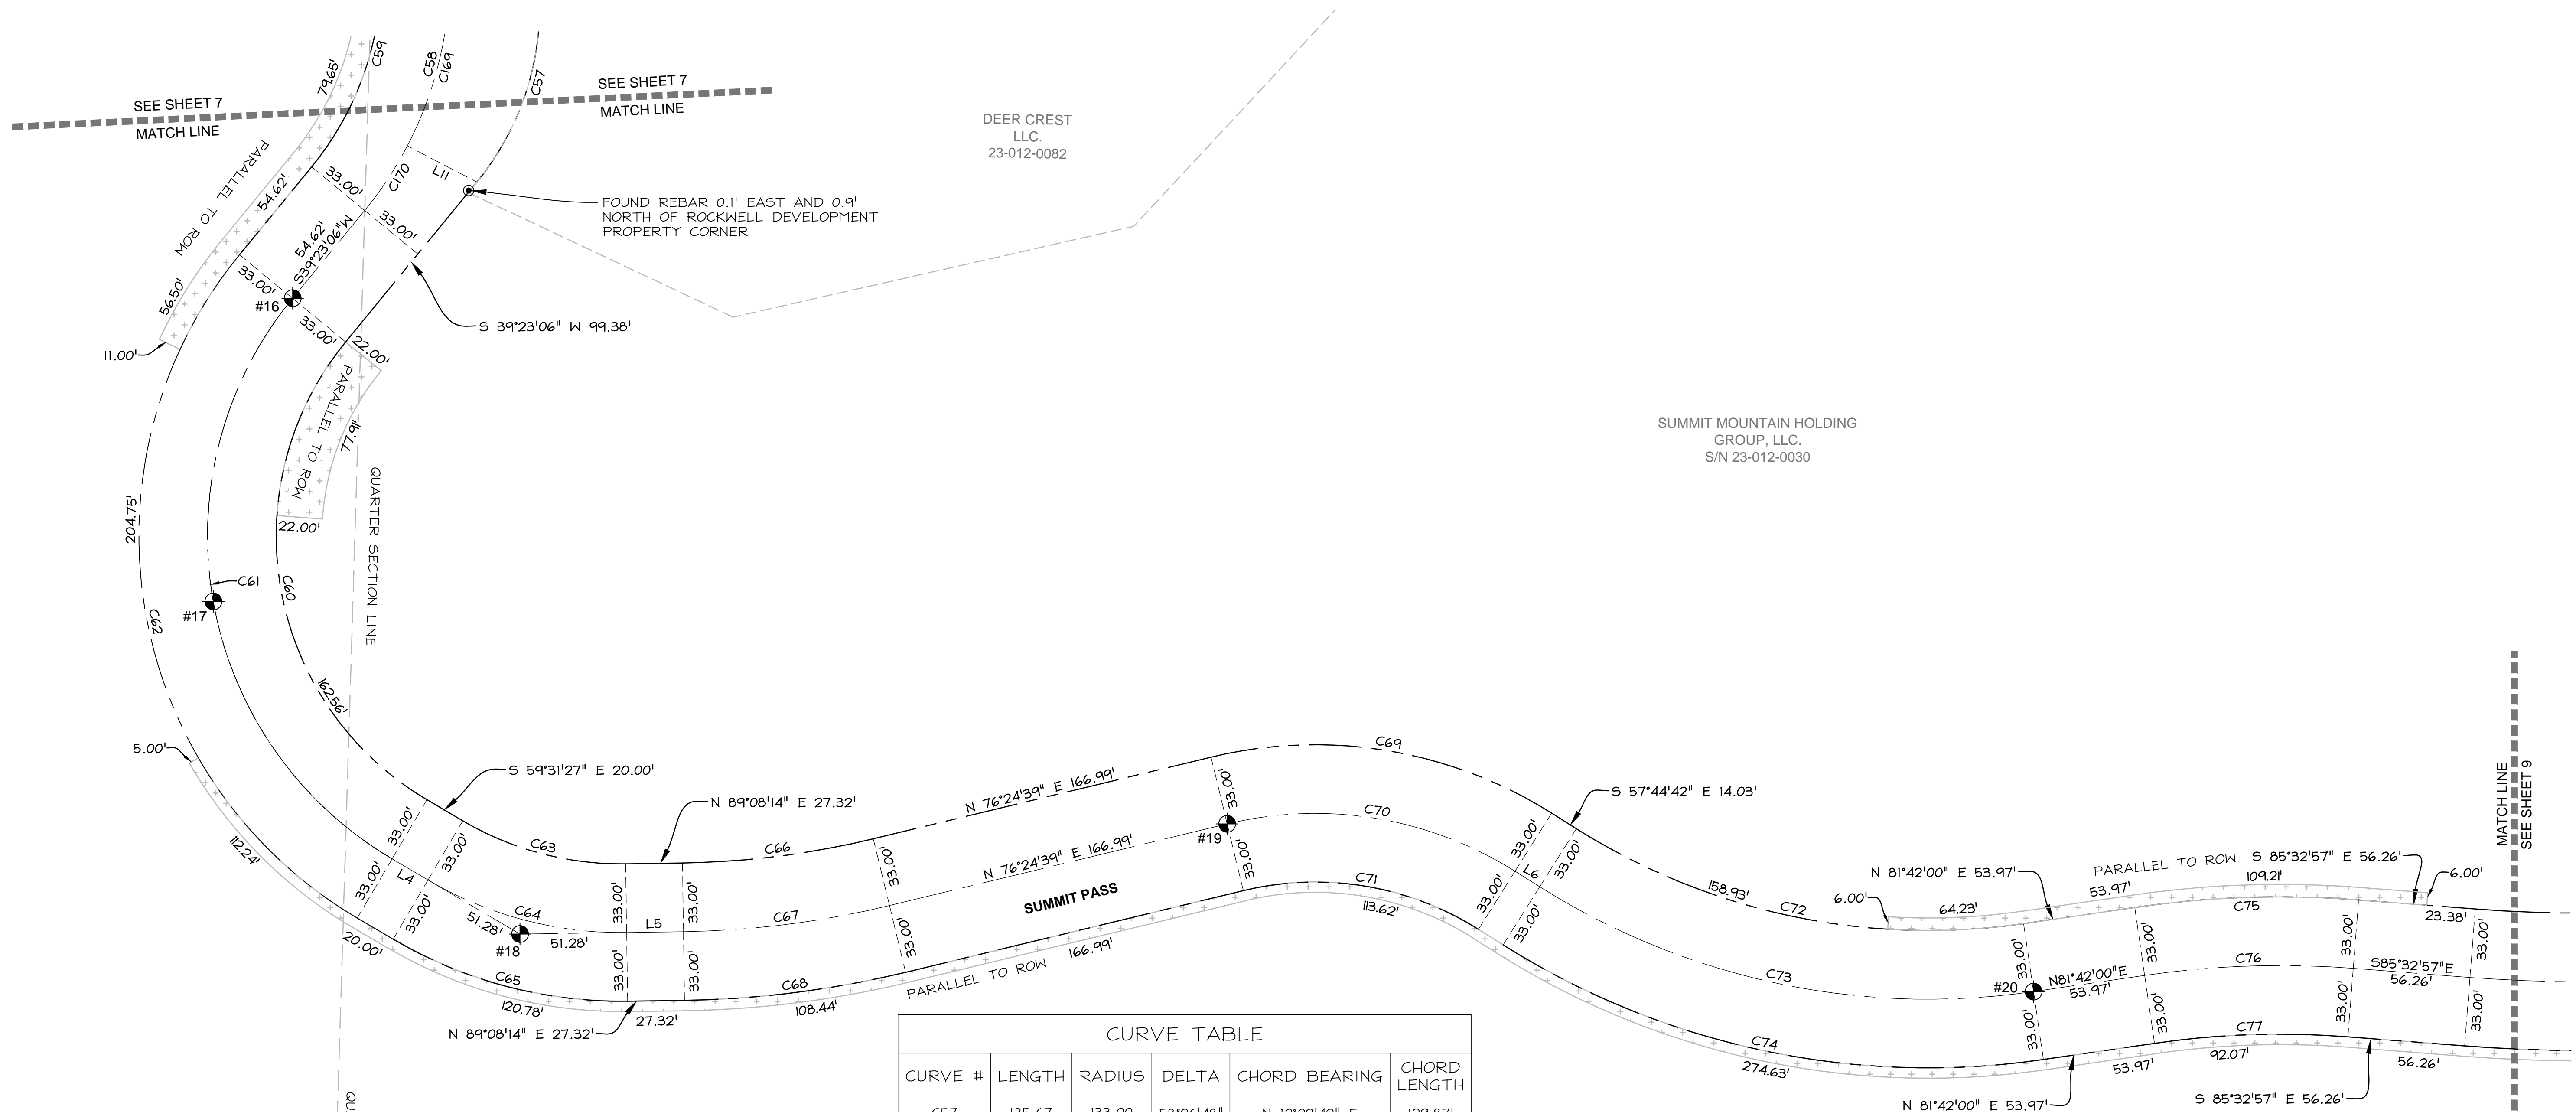 C59
79.65'
C58
C169
C57
SEE SHEET 7
MATCH LINE
SEE SHEET 7
MATCH LINE
PARALLEL TO ROW
54.62'
33.00'
C170
L11
33.00'
54.62'
S39°23'06"W
DEER CREST
LLC.
23-012-0082
FOUND REBAR 0.1' EAST AND 0.9'
NORTH OF ROCKWELL DEVELOPMENT
PROPERTY CORNER
33.00'
#16
56.50'
33.00'
22.00'
11.00'
S 39°23'06" W 99.38'
PARALLEL TO ROW
77.91'
22.00'
QUARTER SECTION LINE
204.75'
C61
C60
#17
C62
162.56'
SUMMIT MOUNTAIN HOLDING
GROUP, LLC.
S/N 23-012-0030
5.00'
S 59°31'27" E 20.00'
112.24'
33.00'
33.00'
33.00'
33.00'
L4
20.00'
C63
N 89°08'14" E 27.32'
C66
C64
51.28'
51.28'
#18
L5
33.00'
33.00'
33.00'
33.00'
C67
C65
120.78'
27.32'
C68
108.44'
N 89°08'14" E 27.32'
N 76°24'39" E 166.99'
N 76°24'39" E 166.99'
33.00'
33.00'
SUMMIT PASS
PARALLEL TO ROW
166.99'
#19
33.00'
33.00'
C69
C70
C71
113.62'
S 57°44'42" E 14.03'
33.00'
33.00'
33.00'
33.00'
L6
158.93'
C72
C73
C74
274.63'
6.00'
64.23'
N 81°42'00" E 53.97'
PARALLEL TO ROW
S 85°32'57" E 56.26'
53.97'
109.21'
6.00'
C75
23.38'
33.00'
33.00'
33.00'
33.00'
#20
N81°42'00"E
53.97'
C76
S85°32'57"E
56.26'
33.00'
33.00'
33.00'
33.00'
C77
53.97'
92.07'
56.26'
N 81°42'00" E 53.97'
S 85°32'57" E 56.26'
MATCH LINE
SEE SHEET 9
CURVE TABLE
CURVE # LENGTH RADIUS DELTA CHORD BEARING CHORD LENGTH